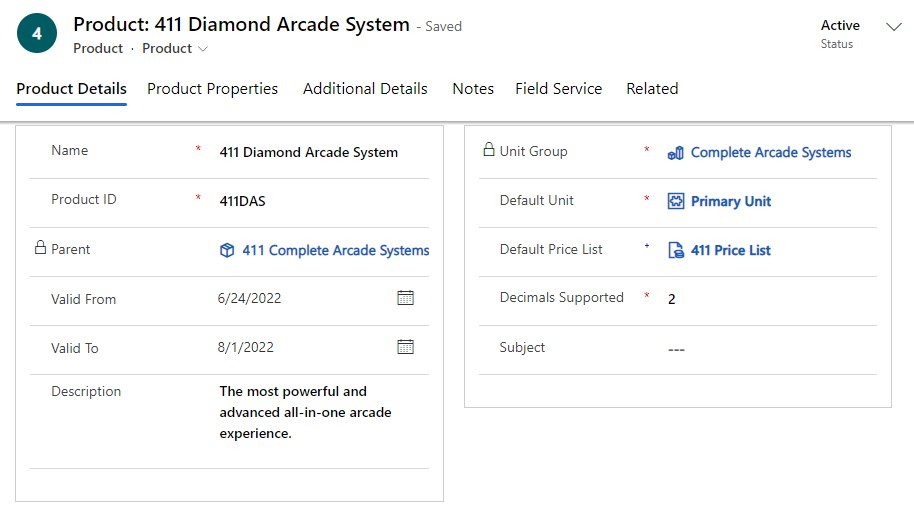 4
Product: 411 Diamond Arcade System - Saved
Product · Product
Active
Status
Product Details Product Properties Additional Details Notes Field Service Related
Name * 411 Diamond Arcade System
Product ID * 411DAS
Parent 411 Complete Arcade Systems
Valid From 6/24/2022
Valid To 8/1/2022
Description The most powerful and
advanced all-in-one arcade
experience.
Unit Group * Complete Arcade Systems
Default Unit * Primary Unit
Default Price List + 411 Price List
Decimals Supported * 2
Subject ---